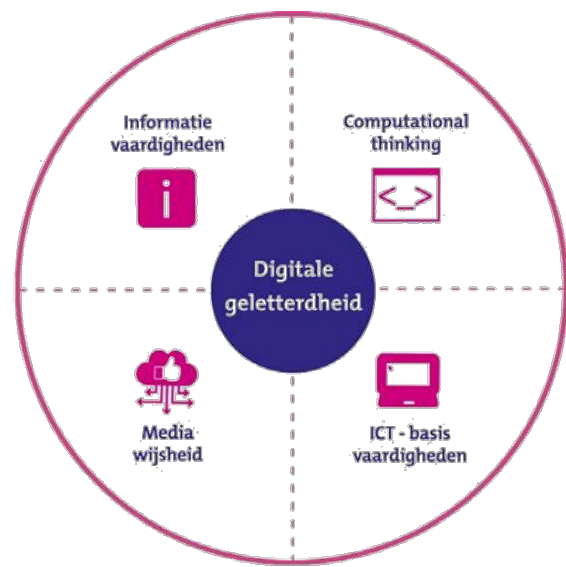 Informatie
vaardigheden
Computational
thinking
i
<_>
Digitale
geletterdheid
Media
wijsheid
ICT - basis
vaardigheden